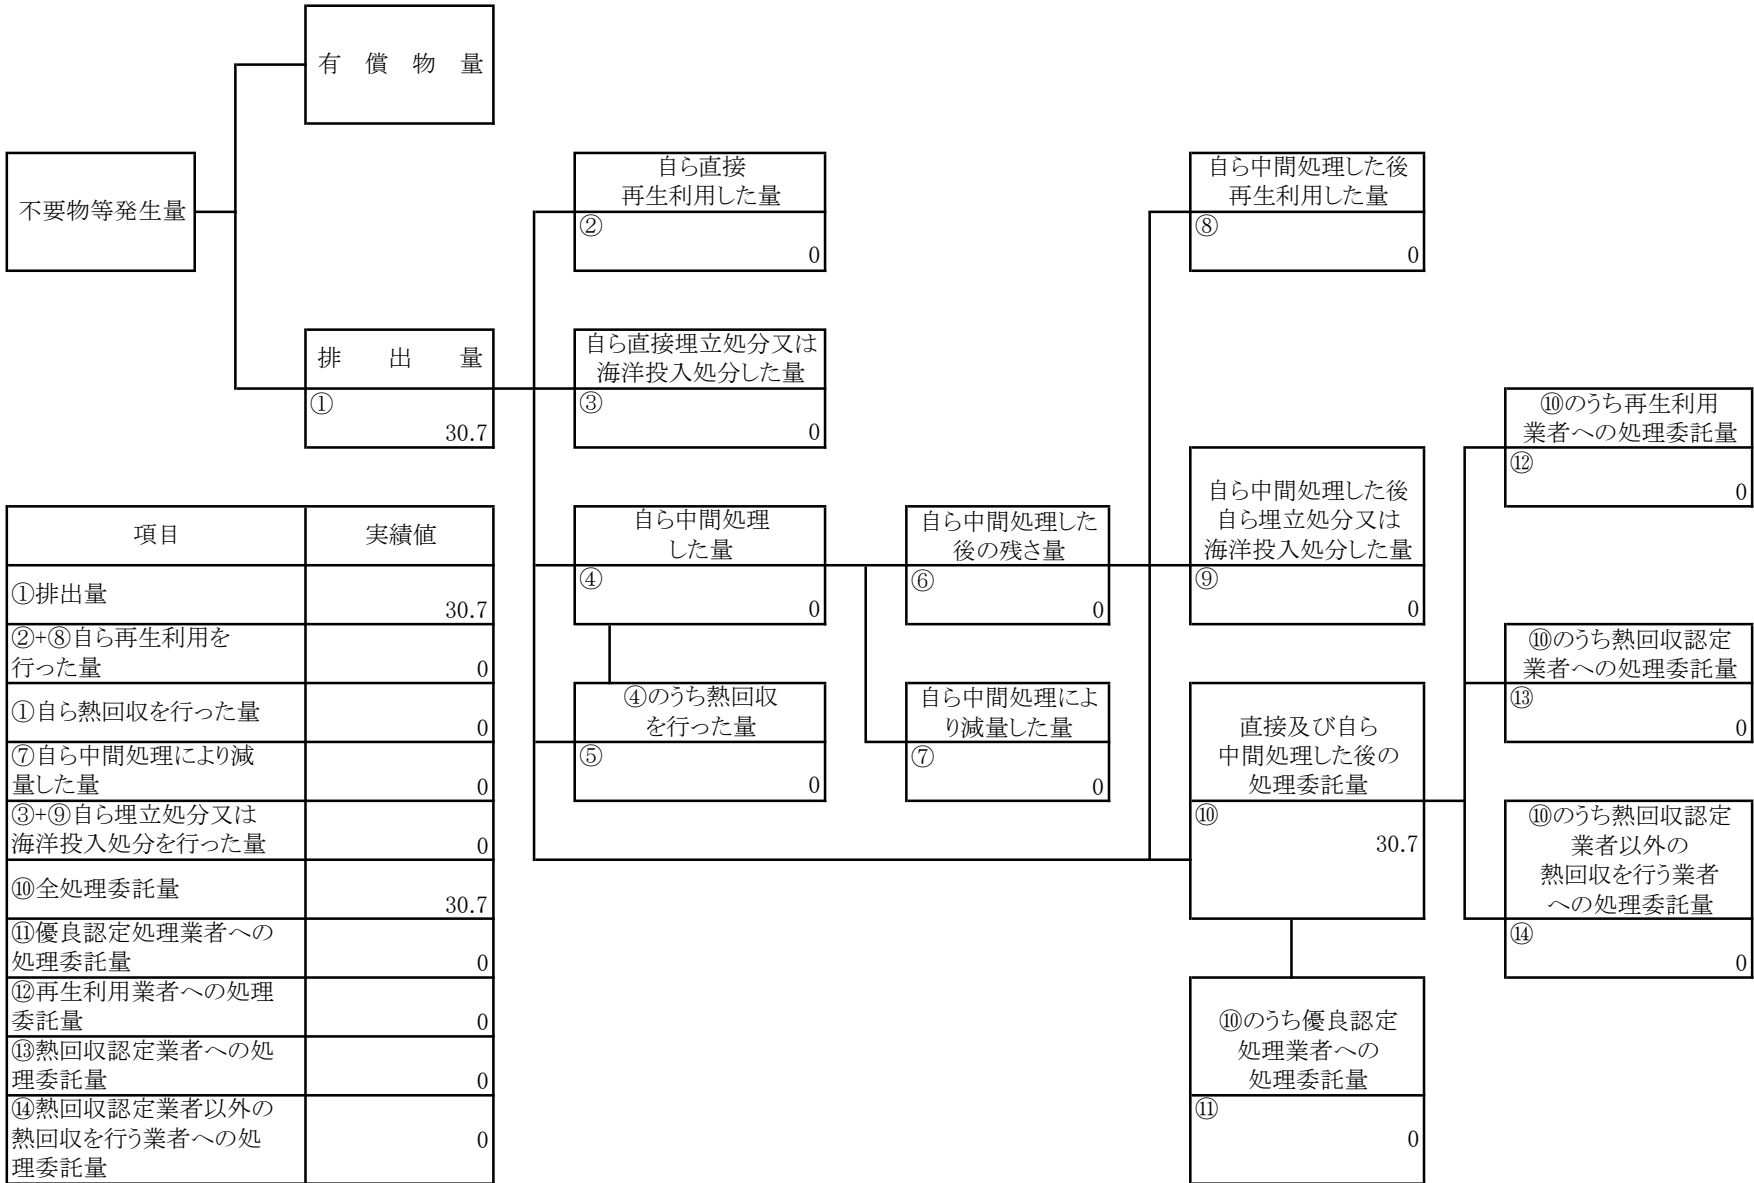 有償物量
不要物等発生量
自ら直接
再生利用した量
②
0
自ら中間処理した後
再生利用した量
⑧
0
排出量
①
30.7
自ら直接埋立処分又は
海洋投入処分した量
③
0
⑩のうち再生利用
業者への処理委託量
⑫
0
自ら中間処理
した量
④
0
自ら中間処理した
後の残さ量
⑥
0
自ら中間処理した後
自ら埋立処分又は
海洋投入処分した量
⑨
0
⑩のうち熱回収認定
業者への処理委託量
⑬
0
④のうち熱回収
を行った量
⑤
0
自ら中間処理によ
り減量した量
⑦
0
直接及び自ら
中間処理した後の
処理委託量
⑩
30.7
⑩のうち熱回収認定
業者以外の
熱回収を行う業者
への処理委託量
⑭
0
⑩のうち優良認定
処理業者への
処理委託量
⑪
0
項目 実績値
①排出量
30.7
②+⑧自ら再生利用を
行った量 0
①自ら熱回収を行った量
0
⑦自ら中間処理により減
量した量 0
③+⑨自ら埋立処分又は
海洋投入処分を行った量 0
⑩全処理委託量
30.7
⑪優良認定処理業者への
処理委託量 0
⑫再生利用業者への処理
委託量 0
⑬熱回収認定業者への処
理委託量 0
⑭熱回収認定業者以外の
熱回収を行う業者への処 0
理委託量